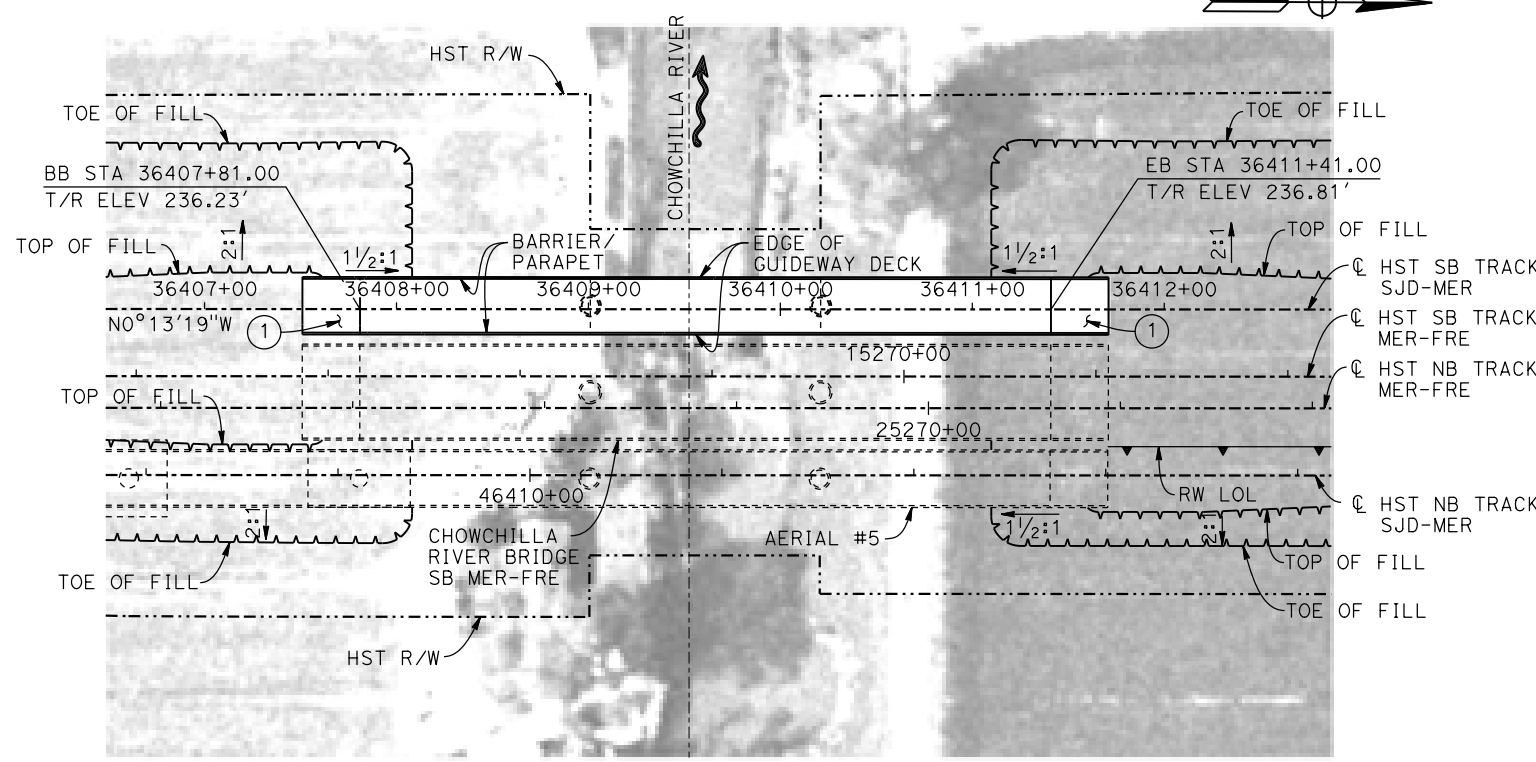 HST R/W
CHOWCHILLA RIVER
TOE OF FILL
TOE OF FILL
BB STA 36407+81.00
T/R ELEV 236.23'
EB STA 36411+41.00
T/R ELEV 236.81'
TOP OF FILL
2:1
1½:1
BARRIER/
PARAPET
EDGE OF
GUIDEWAY DECK
1½:1
2:1
TOP OF FILL
℄ HST SB TRACK
SJD-MER
36407+00
36408+00
36409+00
36410+00
36411+00
36412+00
N0°13'19"W
1
1
℄ HST SB TRACK
MER-FRE
15270+00
℄ HST NB TRACK
MER-FRE
TOP OF FILL
25270+00
46410+00
RW LOL
℄ HST NB TRACK
SJD-MER
2:1
CHOWCHILLA
RIVER BRIDGE
SB MER-FRE
AERIAL #5
1½:1
2:1
TOP OF FILL
TOE OF FILL
TOE OF FILL
HST R/W